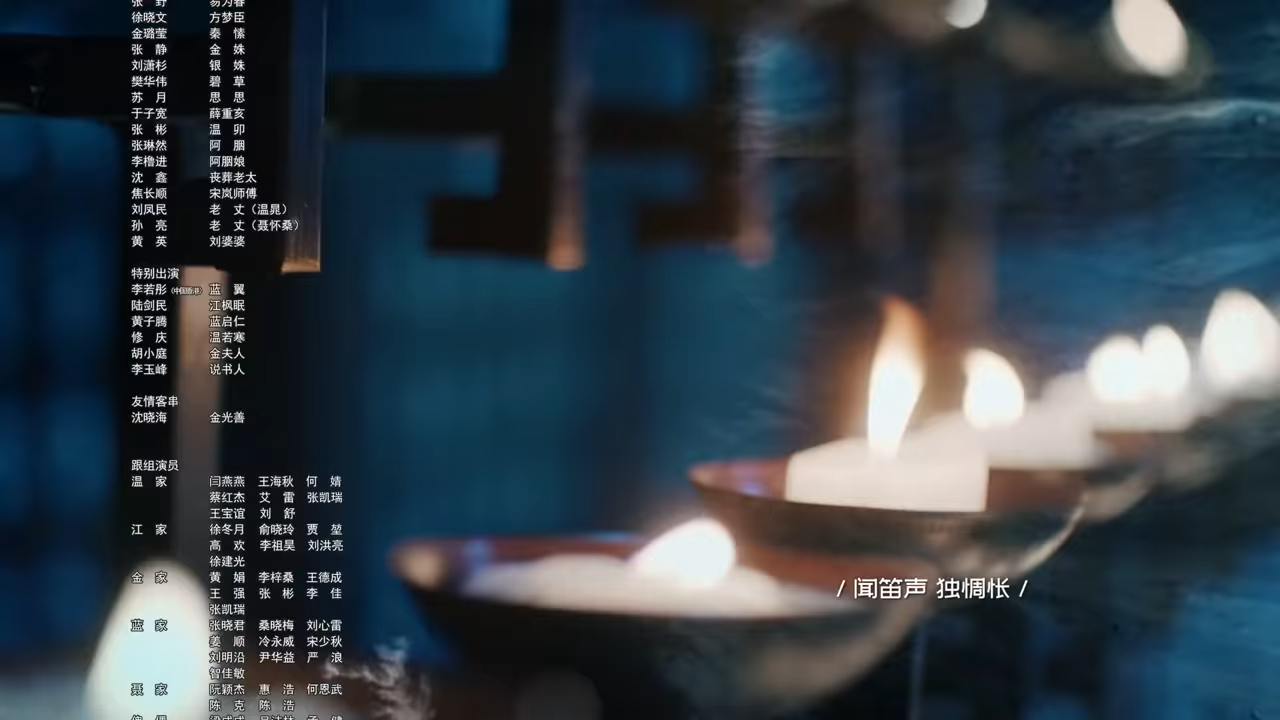 张 野 易为春
徐晓文 方梦臣
金璐莹 秦 愫
张 静 金 姝
刘潇杉 银 姝
樊华伟 碧 草
苏 月 思 思
于子宽 薛重亥
张 彬 温 卯
张琳然 阿 胭
李橹进 阿胭娘
沈 鑫 丧葬老太
焦长顺 宋岚师傅
刘凤民 老 丈（温晁）
孙 亮 老 丈（聂怀桑）
黄 英 刘婆婆
特别出演
李若彤（中国香港） 蓝 翼
陆剑民 江枫眠
黄子腾 蓝启仁
修 庆 温若寒
胡小庭 金夫人
李玉峰 说书人
友情客串
沈晓海 金光善
跟组演员
温 家 闫燕燕 王海秋 何 婧
蔡红杰 艾 雷 张凯瑞
王宝谊 刘 舒
江 家 徐冬月 俞晓玲 贾 堃
高 欢 李祖昊 刘洪亮
徐建光
金 家 黄 娟 李梓桑 王德成
王 强 张 彬 李 佳
张凯瑞
/ 闻笛声 独惆怅 /
蓝 家 张晓君 桑晓梅 刘心雷
姜 顺 冷永威 宋少秋
刘明沿 尹华益 严 浪
智佳敏
聂 家 阮颖杰 惠 浩 何恩武
陈 克 陈 浩